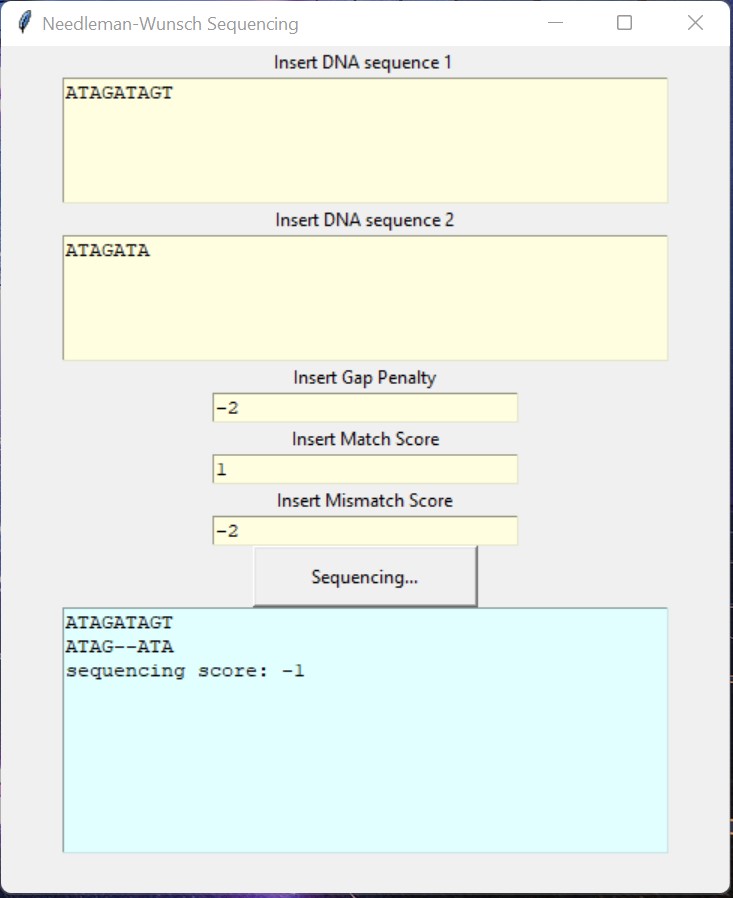 Needleman-Wunsch Sequencing
Insert DNA sequence 1
ATAGATAGT
Insert DNA sequence 2
ATAGATA
Insert Gap Penalty
-2
Insert Match Score
1
Insert Mismatch Score
-2
Sequencing...
ATAGATAGT
ATAG--ATA
sequencing score: -1